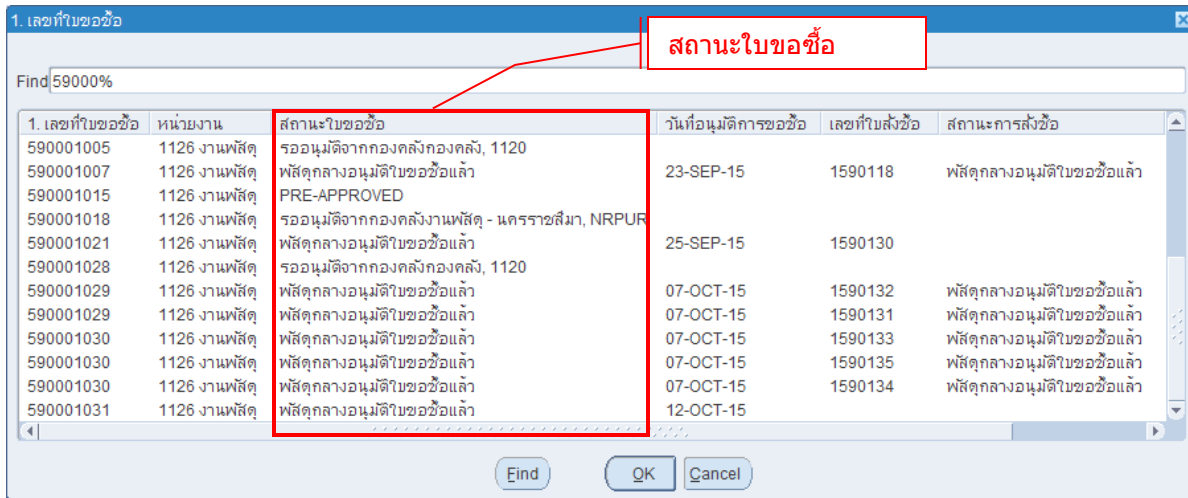 1. เลขที่ใบขอซื้อ
สถานะใบขอซื้อ
Find 59000%
1. เลขที่ใบขอซื้อ หน่วยงาน สถานะใบขอซื้อ วันที่อนุมัติการขอซื้อ เลขที่ใบสั่งซื้อ สถานะการสั่งซื้อ
590001005 1126 งานพัสดุ รออนุมัติจากกองคลังกองคลัง, 1120
590001007 1126 งานพัสดุ พัสดุกลางอนุมัติใบขอซื้อแล้ว 23-SEP-15 1590118 พัสดุกลางอนุมัติใบขอซื้อแล้ว
590001015 1126 งานพัสดุ PRE-APPROVED
590001018 1126 งานพัสดุ รออนุมัติจากกองคลังงานพัสดุ - นครราชสีมา, NRPUR
590001021 1126 งานพัสดุ พัสดุกลางอนุมัติใบขอซื้อแล้ว 25-SEP-15 1590130
590001028 1126 งานพัสดุ รออนุมัติจากกองคลังกองคลัง, 1120
590001029 1126 งานพัสดุ พัสดุกลางอนุมัติใบขอซื้อแล้ว 07-OCT-15 1590132 พัสดุกลางอนุมัติใบขอซื้อแล้ว
590001029 1126 งานพัสดุ พัสดุกลางอนุมัติใบขอซื้อแล้ว 07-OCT-15 1590131 พัสดุกลางอนุมัติใบขอซื้อแล้ว
590001030 1126 งานพัสดุ พัสดุกลางอนุมัติใบขอซื้อแล้ว 07-OCT-15 1590133 พัสดุกลางอนุมัติใบขอซื้อแล้ว
590001030 1126 งานพัสดุ พัสดุกลางอนุมัติใบขอซื้อแล้ว 07-OCT-15 1590135 พัสดุกลางอนุมัติใบขอซื้อแล้ว
590001030 1126 งานพัสดุ พัสดุกลางอนุมัติใบขอซื้อแล้ว 07-OCT-15 1590134 พัสดุกลางอนุมัติใบขอซื้อแล้ว
590001031 1126 งานพัสดุ พัสดุกลางอนุมัติใบขอซื้อแล้ว 12-OCT-15
Find OK Cancel